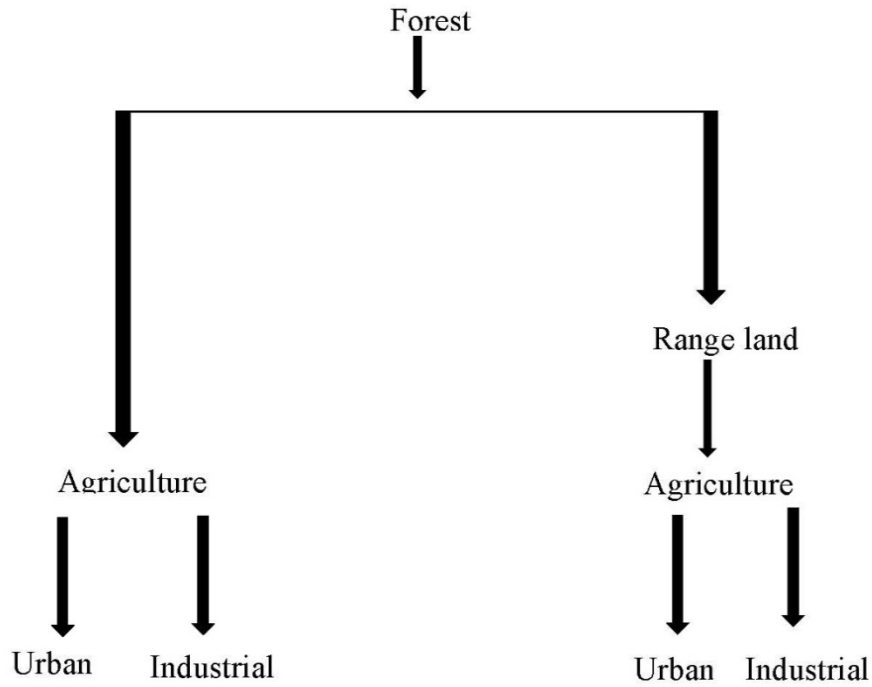 Forest
Range land
Agriculture
Agriculture
Urban
Industrial
Urban
Industrial